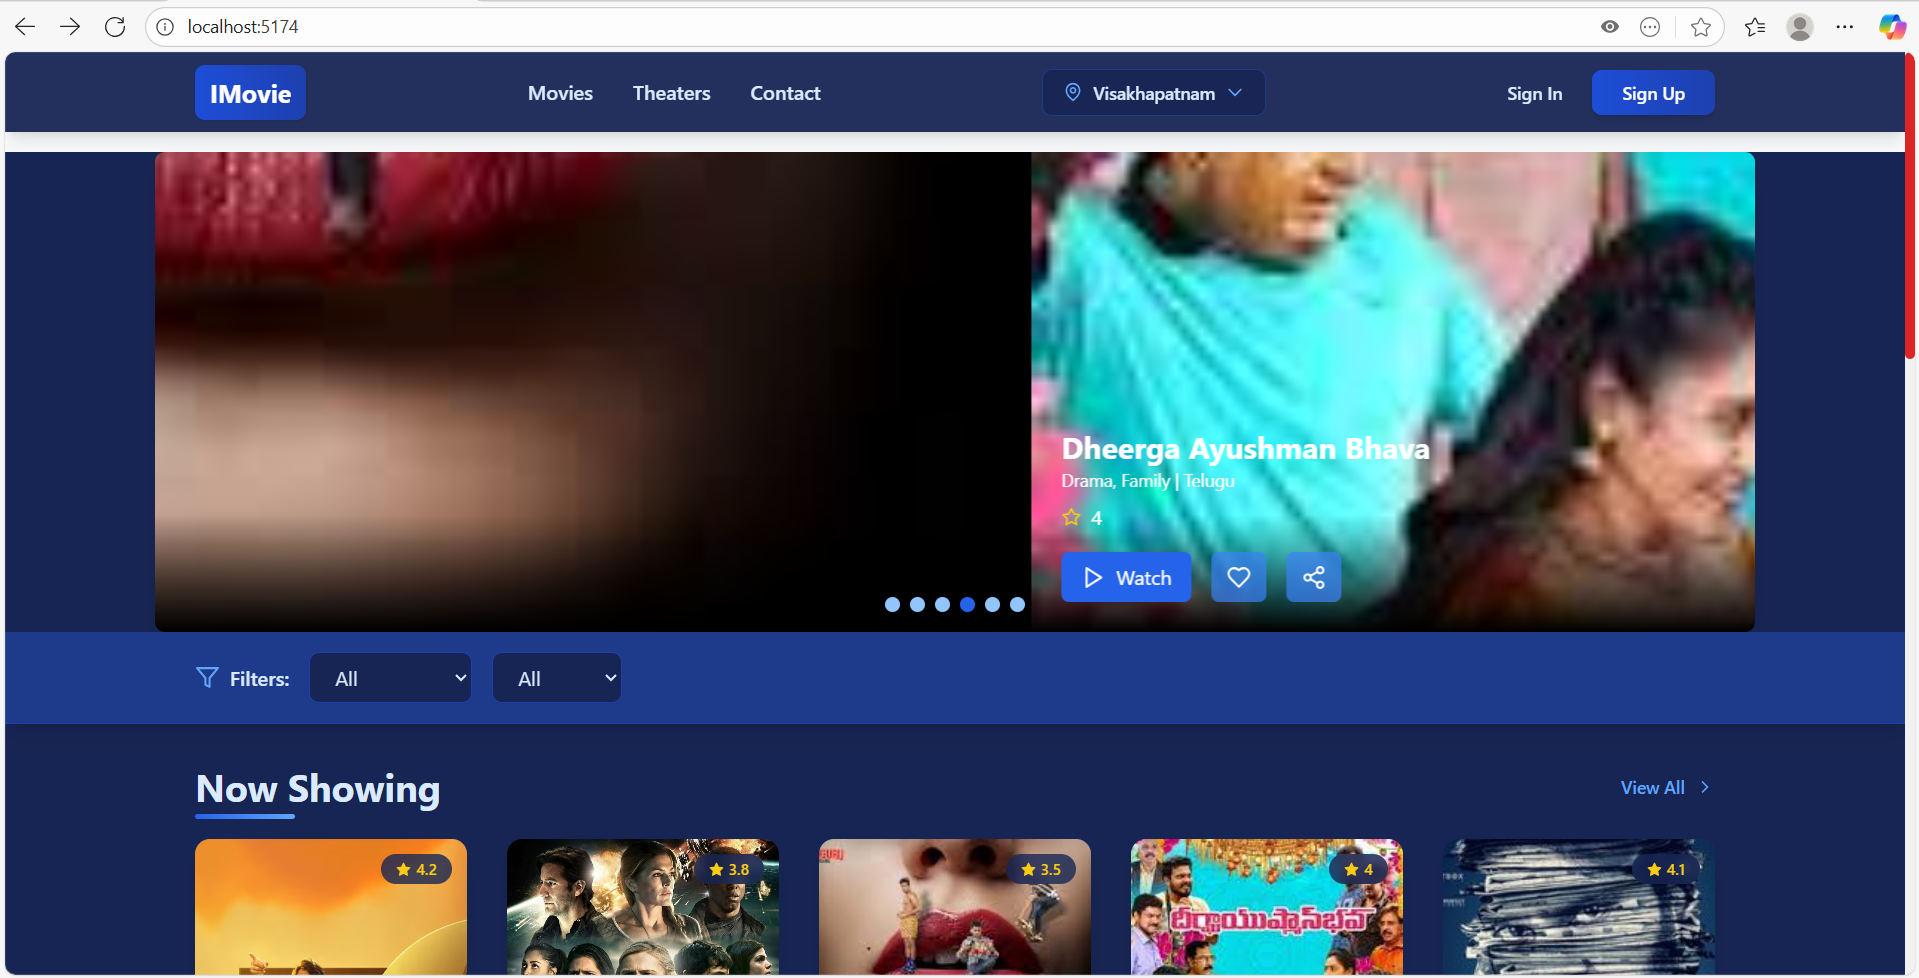 localhost:5174
IMovie
Movies
Theaters
Contact
Visakhapatnam
Sign In
Sign Up
Dheerga Ayushman Bhava
Drama, Family | Telugu
4
Watch
Filters:
All
All
Now Showing
View All
4.2
3.8
3.5
4
4.1
దీర్ఘాయుష్మాన్‌భవ